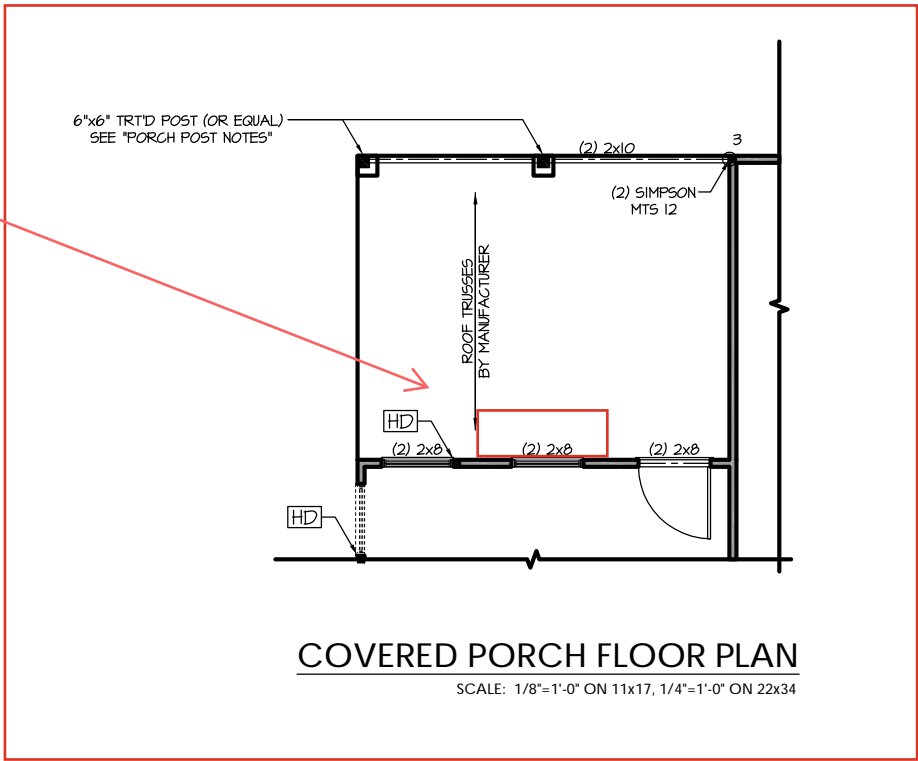 6"x6" TRT'D POST (OR EQUAL)
SEE "PORCH POST NOTES"
(2) 2x10
3
(2) SIMPSON
MTS 12
ROOF TRUSSES
BY MANUFACTURER
HD
(2) 2x8
(2) 2x8
(2) 2x8
HD
COVERED PORCH FLOOR PLAN
SCALE: 1/8"=1'-0" ON 11x17, 1/4"=1'-0" ON 22x34